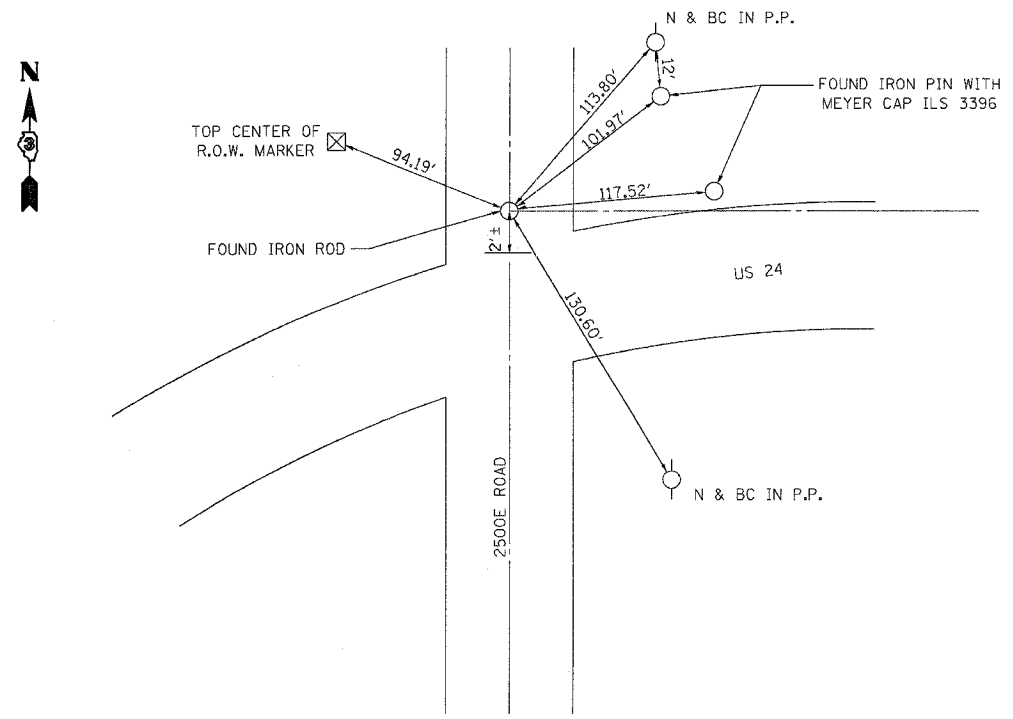 N & BC IN P.P.
N
3
12'
113.80'
FOUND IRON PIN WITH
MEYER CAP ILS 3396
TOP CENTER OF
R.O.W. MARKER
101.97'
94.19'
117.52'
FOUND IRON ROD
2'±
US 24
130.60'
2500E ROAD
N & BC IN P.P.